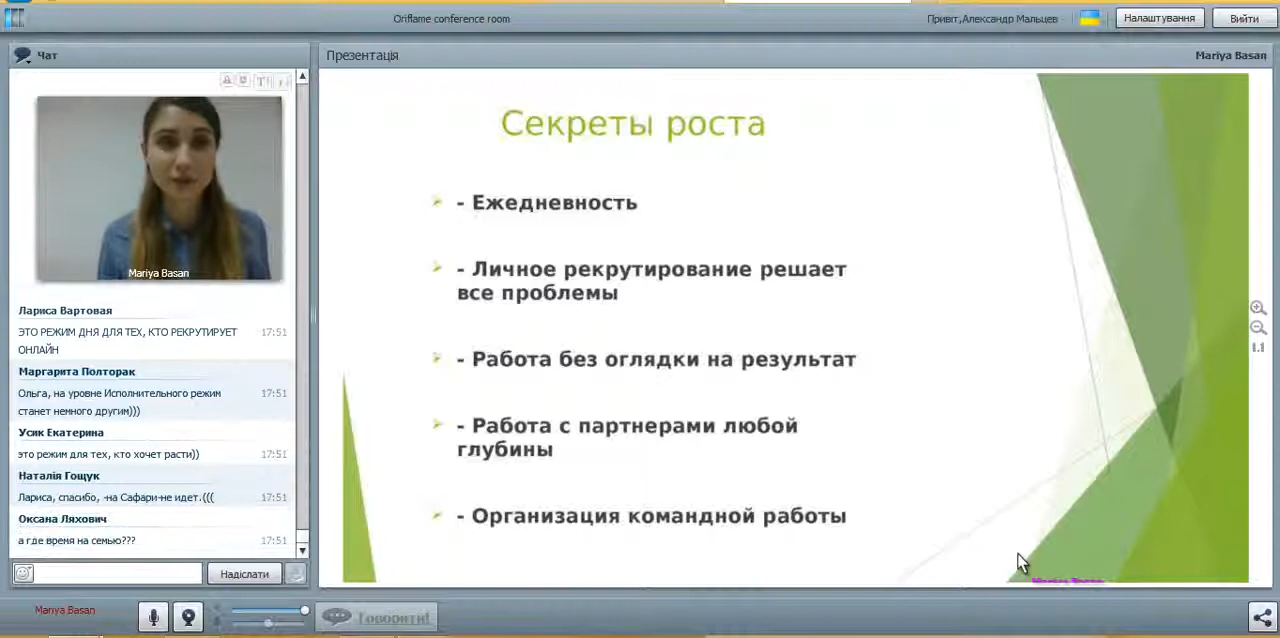 Oriflame conference room
Привіт,Александр Мальцев
Налаштування
Вийти
Чат
Mariya Basan
Лариса Вартовая
ЭТО РЕЖИМ ДНЯ ДЛЯ ТЕХ, КТО РЕКРУТИРУЕТ 17:51
ОНЛАЙН
Маргарита Полторак
Ольга, на уровне Исполнительного режим 17:51
станет немного другим)))
Усик Екатерина
это режим для тех, кто хочет расти)) 17:51
Наталія Гощук
Лариса, спасибо, -на Сафари-не идет.((( 17:51
Оксана Ляхович
а где время на семью??? 17:51
Надіслати
Презентація
Mariya Basan
Секреты роста
- Ежедневность
- Личное рекрутирование решает
все проблемы
- Работа без оглядки на результат
- Работа с партнерами любой
глубины
- Организация командной работы
1.1
Mariya Basan
Mariya Basan
Говорити!